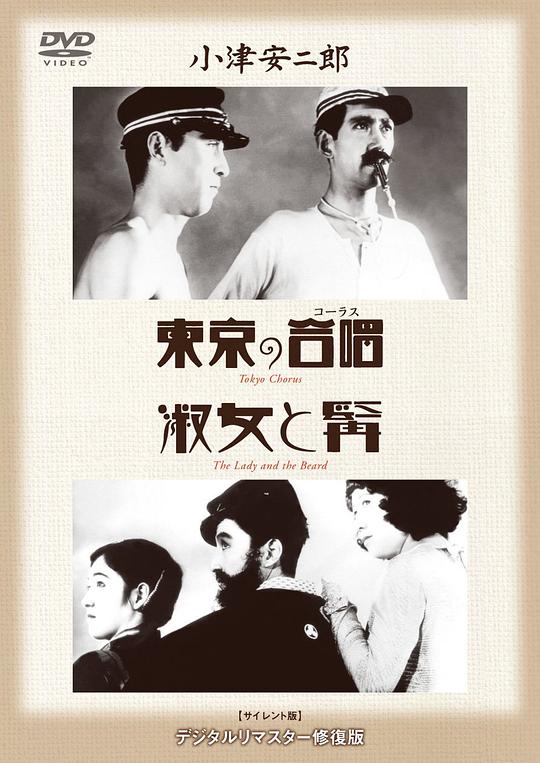 DVD
VIDEO™
小津安二郎
コーラス
東京の合唱
Tokyo Chorus
淑女と髯
The Lady and the Beard
【サイレント版】
デジタルリマスター修復版